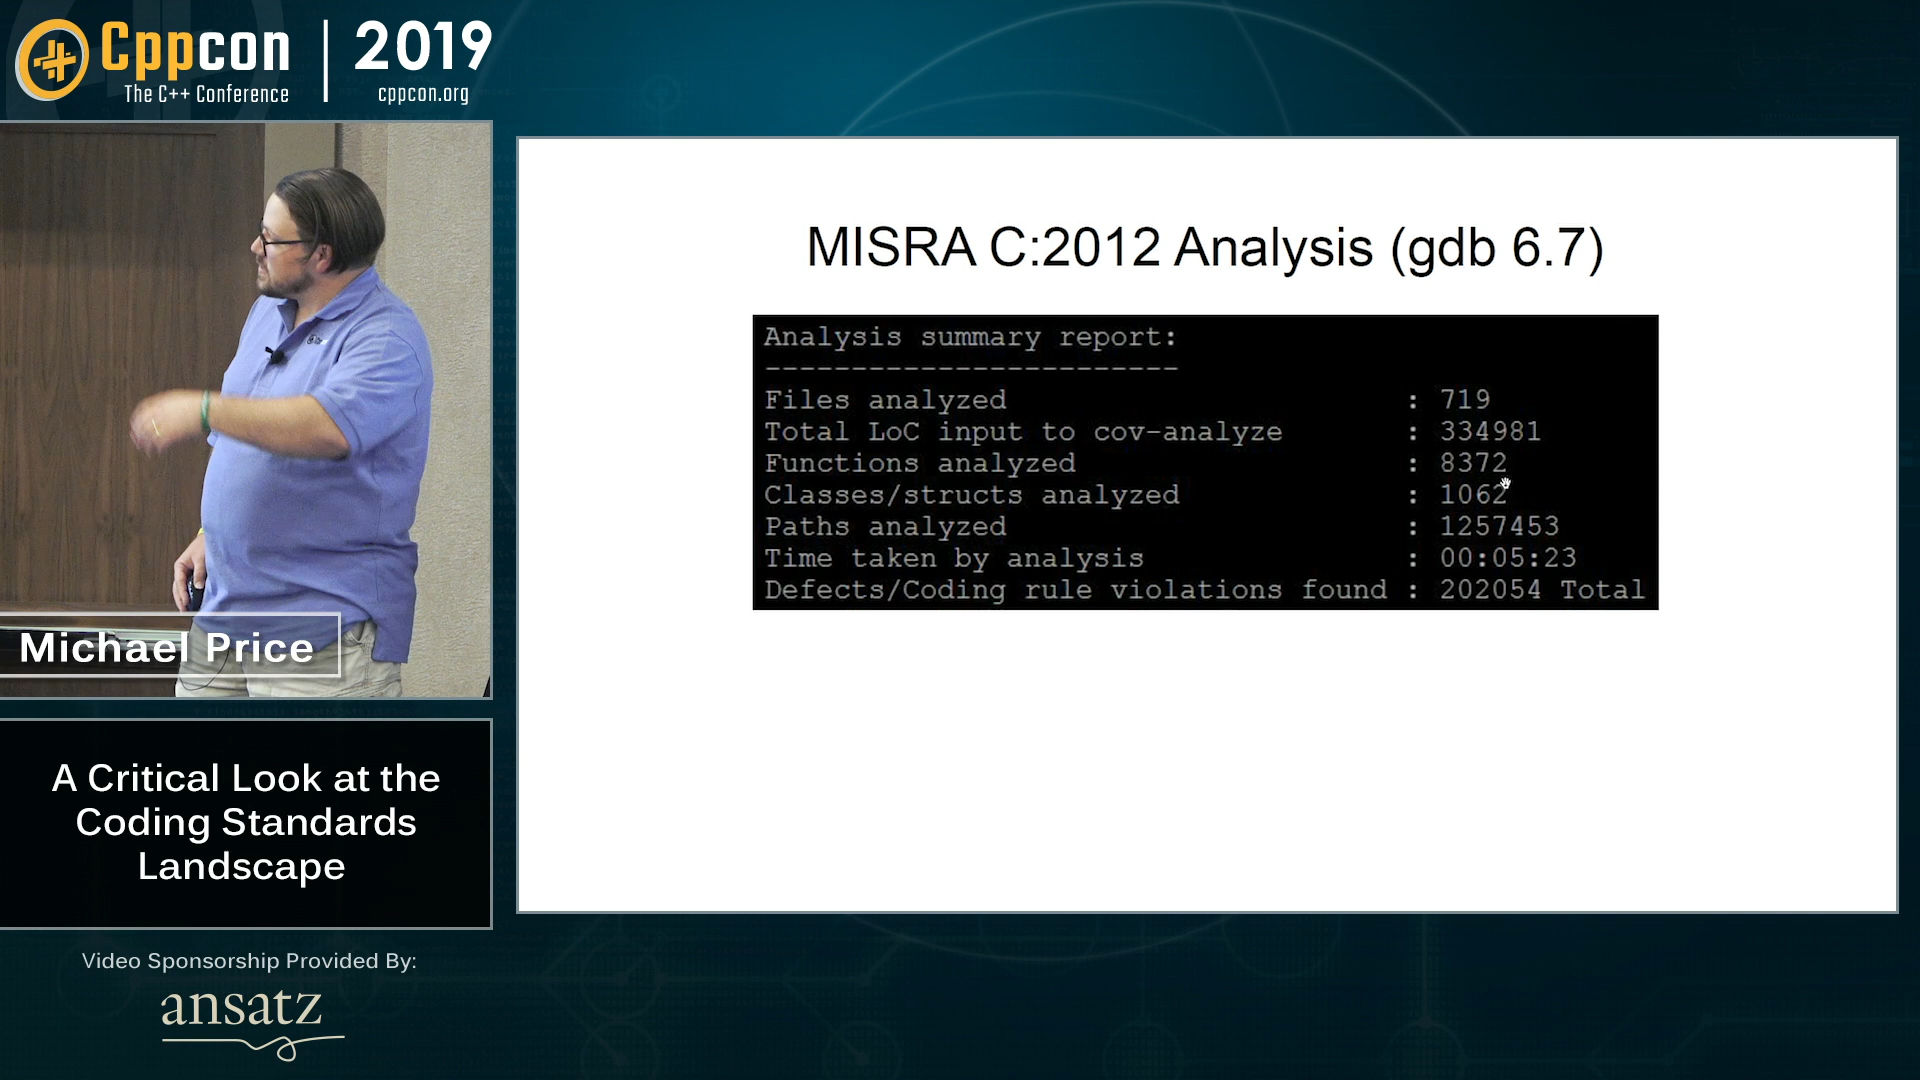 Cppcon
The C++ Conference
2019
cppcon.org
Michael Price
A Critical Look at the
Coding Standards
Landscape
Video Sponsorship Provided By:
ansatz
MISRA C:2012 Analysis (gdb 6.7)
Analysis summary report:
------------------------
Files analyzed : 719
Total LoC input to cov-analyze : 334981
Functions analyzed : 8372
Classes/structs analyzed : 1062
Paths analyzed : 1257453
Time taken by analysis : 00:05:23
Defects/Coding rule violations found : 202054 Total